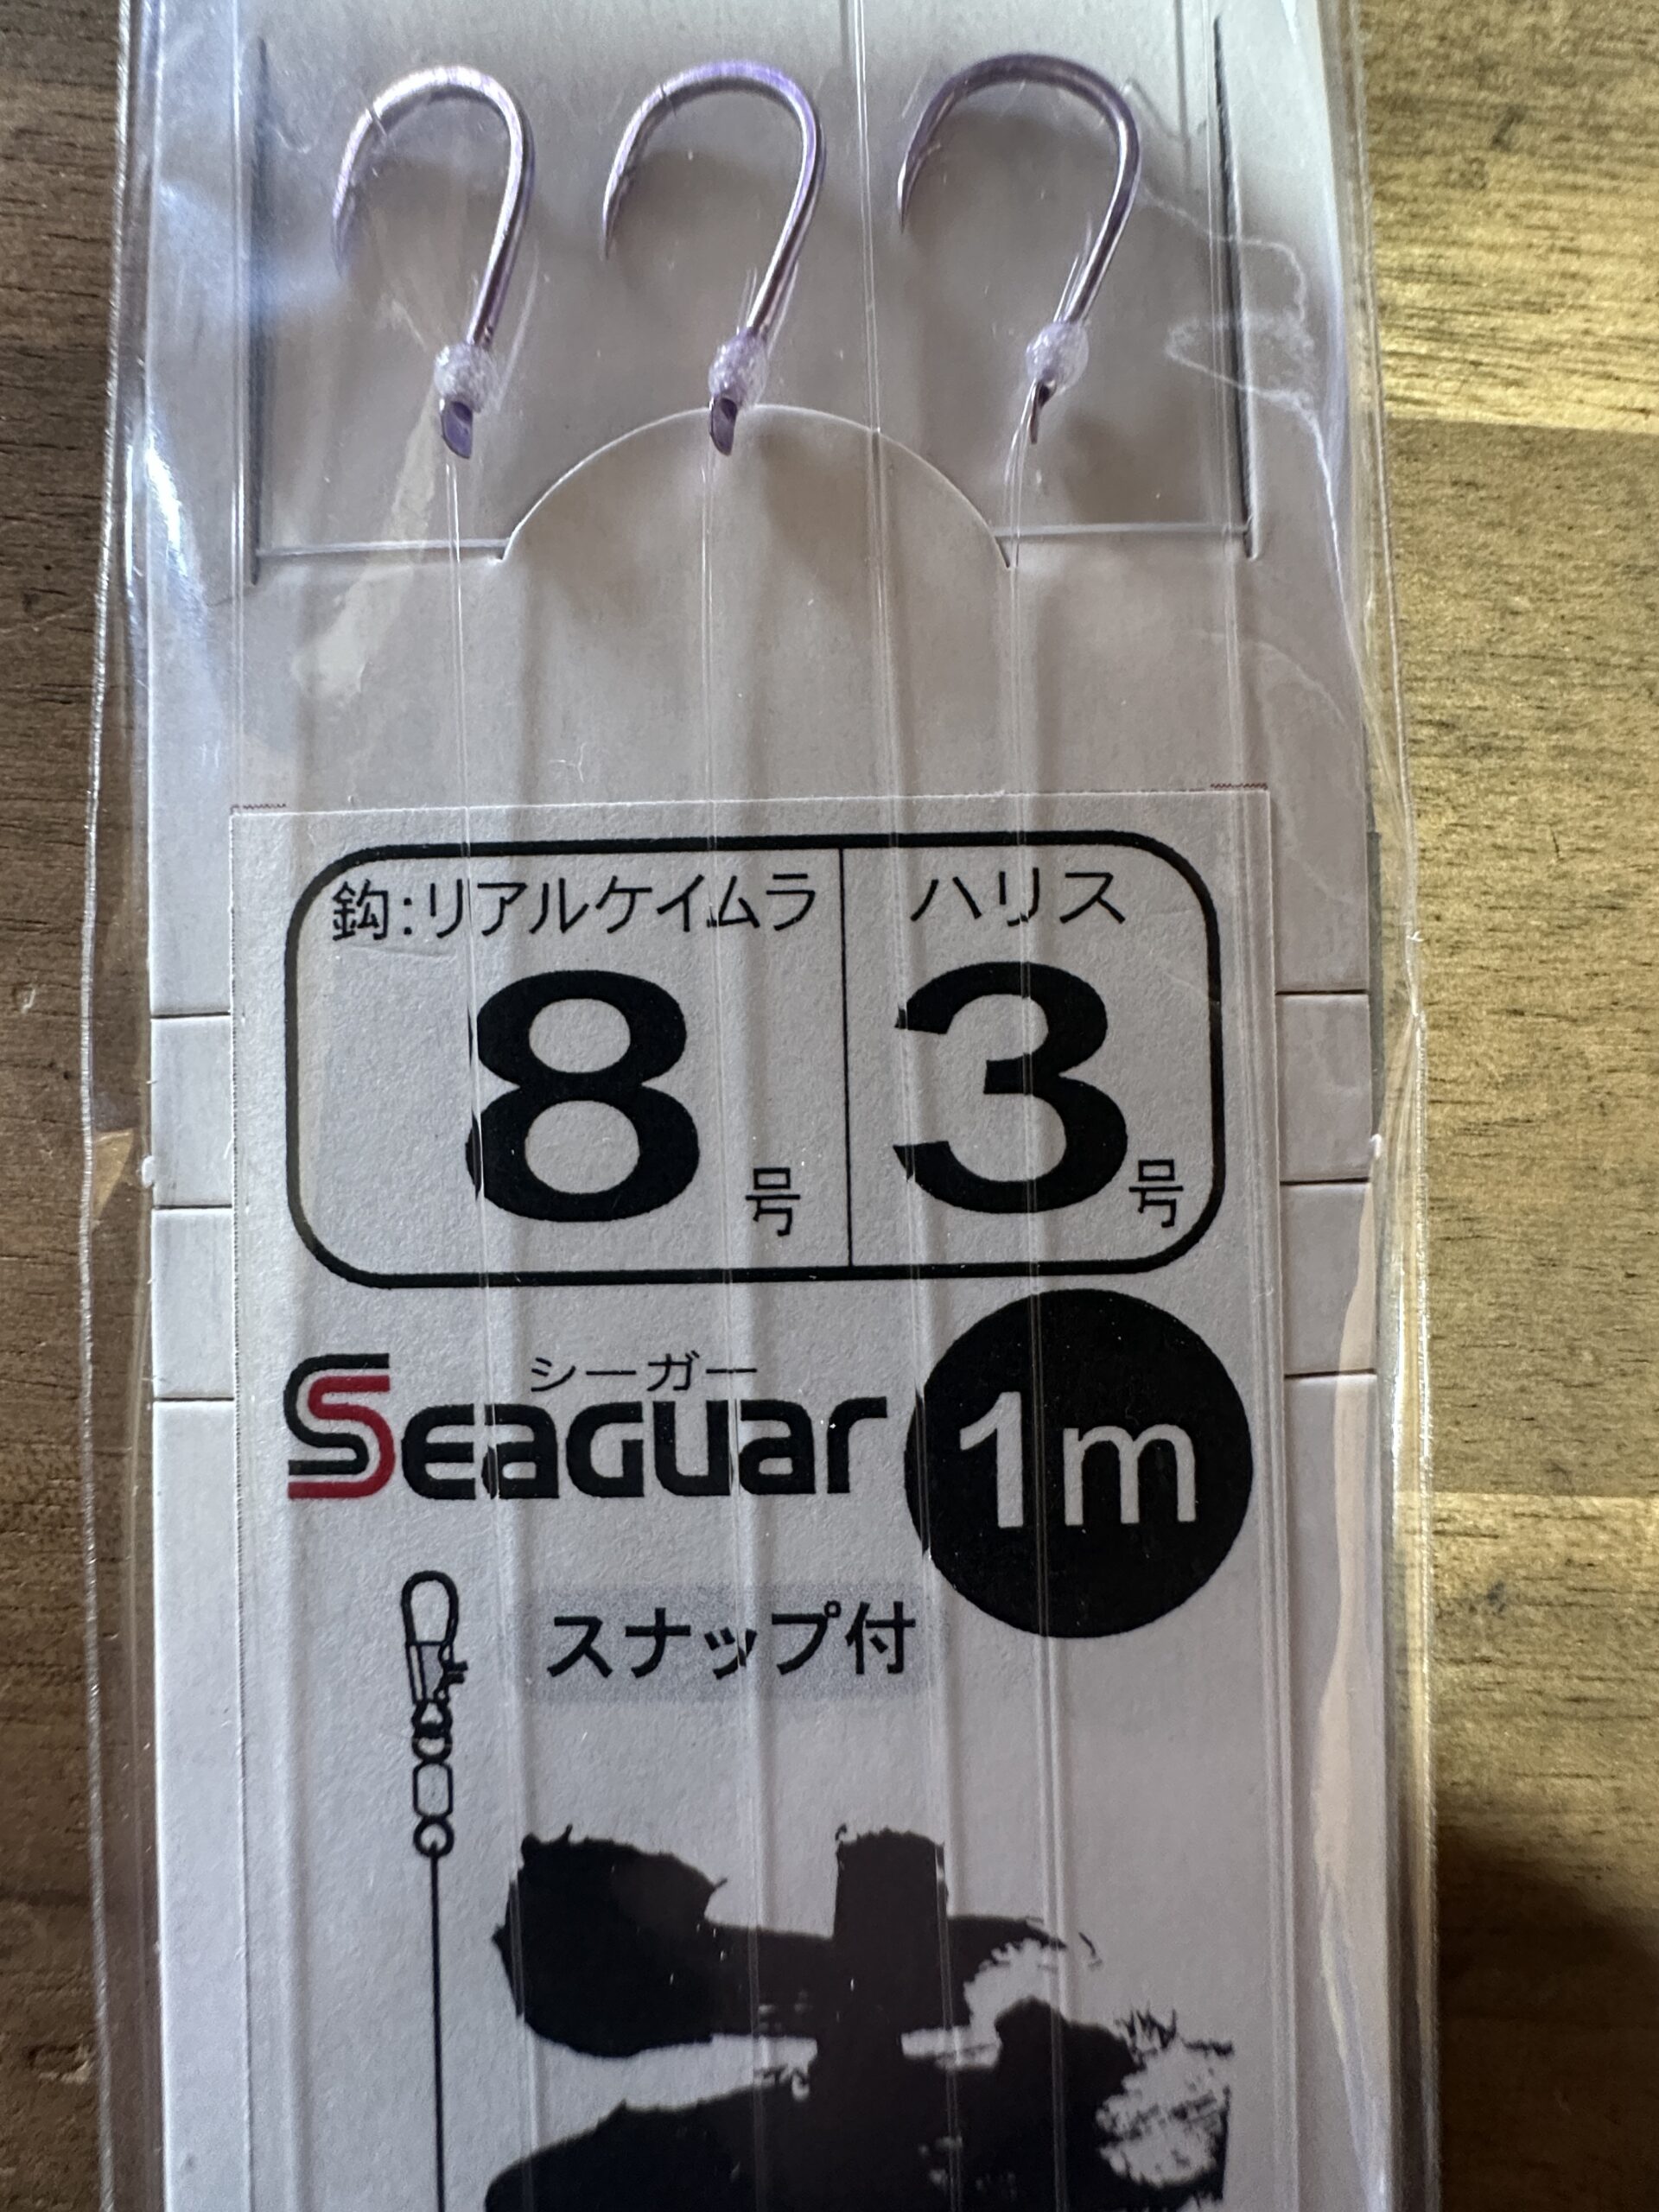 鈎:リアルケイムラ ハリス
8号 3号
シーガー
Seaguar 1m
スナップ付